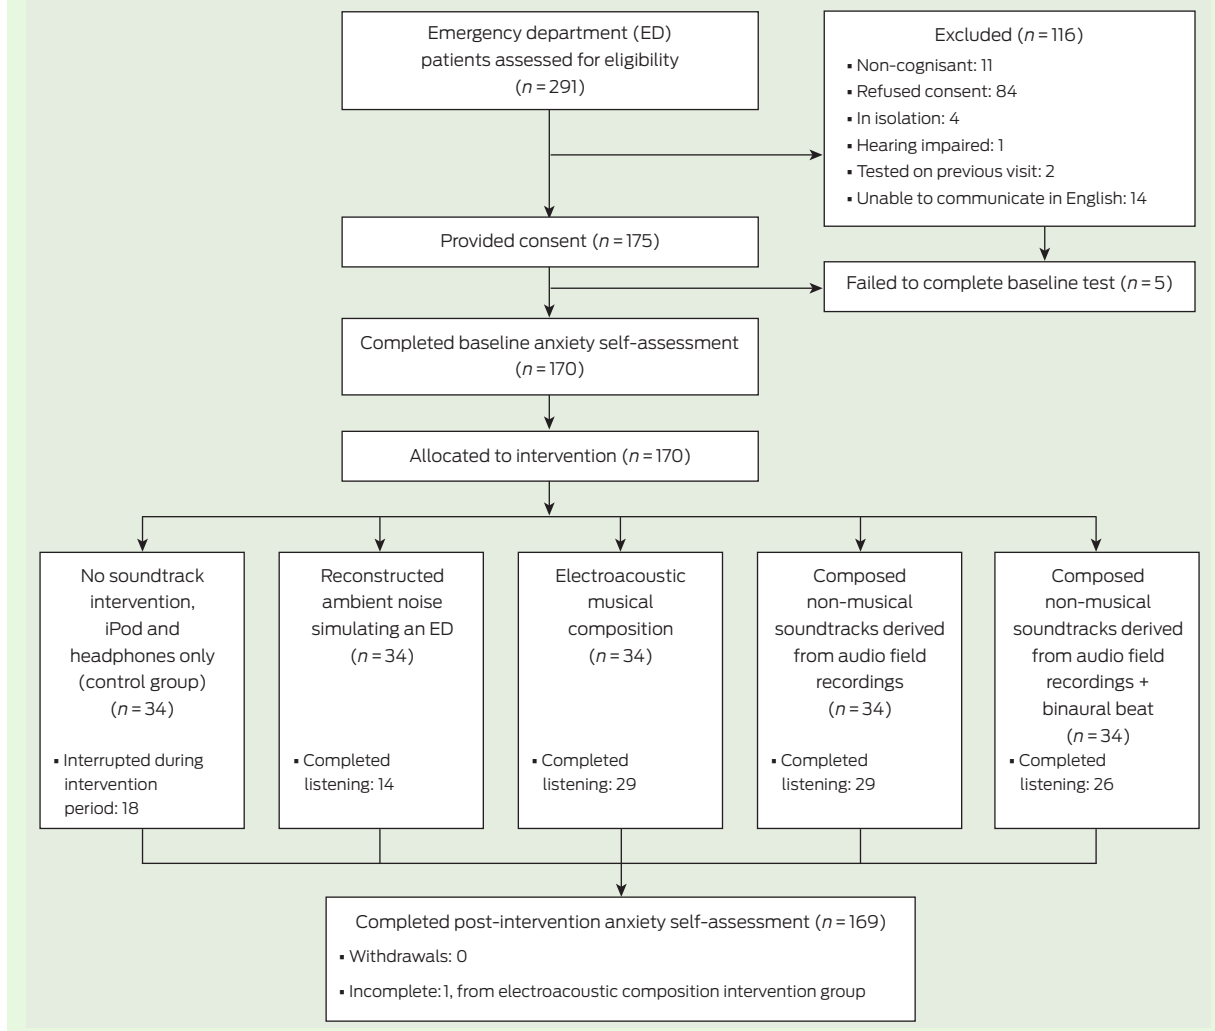 Emergency department (ED)
patients assessed for eligibility
(n = 291)
Excluded (n = 116)
▪ Non-cognisant: 11
▪ Refused consent: 84
▪ In isolation: 4
▪ Hearing impaired: 1
▪ Tested on previous visit: 2
▪ Unable to communicate in English: 14
Provided consent (n = 175)
Failed to complete baseline test (n = 5)
Completed baseline anxiety self-assessment
(n = 170)
Allocated to intervention (n = 170)
No soundtrack
intervention,
iPod and
headphones only
(control group)
(n = 34)
▪ Interrupted during
intervention
period: 18
Reconstructed
ambient noise
simulating an ED
(n = 34)
▪ Completed
listening: 14
Electroacoustic
musical
composition
(n = 34)
▪ Completed
listening: 29
Composed
non-musical
soundtracks derived
from audio field
recordings
(n = 34)
▪ Completed
listening: 29
Composed
non-musical
soundtracks derived
from audio field
recordings +
binaural beat
(n = 34)
▪ Completed
listening: 26
Completed post-intervention anxiety self-assessment (n = 169)
▪ Withdrawals: 0
▪ Incomplete: 1, from electroacoustic composition intervention group